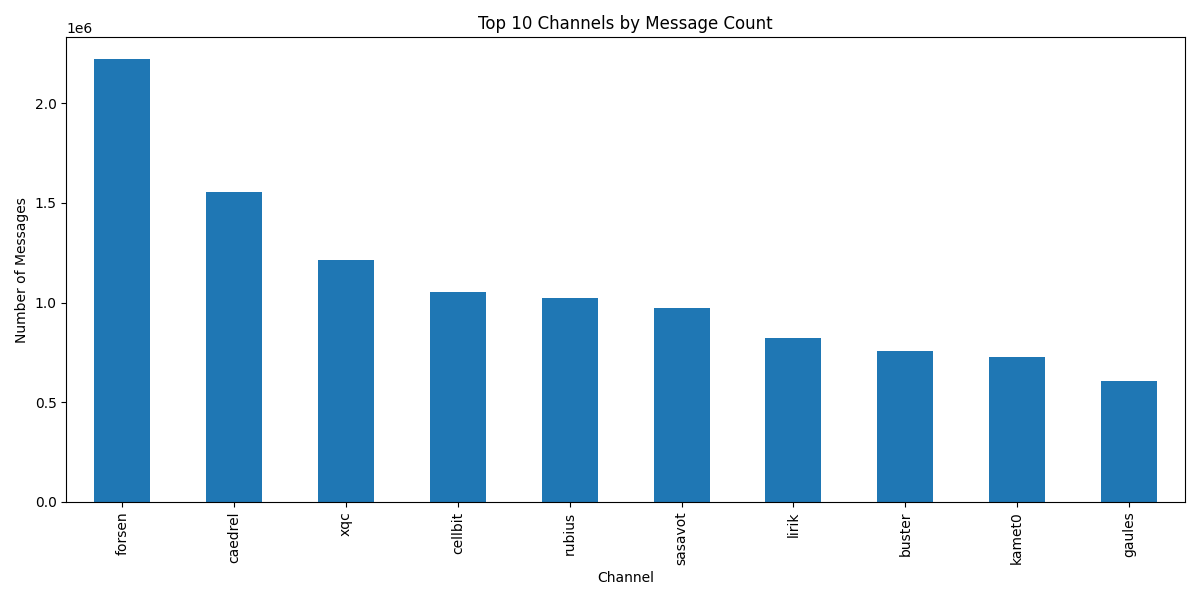 Top 10 Channels by Message Count
1e6
2.0
1.5
1.0
0.5
0.0
Number of Messages
forsen
caedrel
xqc
cellbit
rubius
sasavot
lirik
buster
kamet0
gaules
Channel